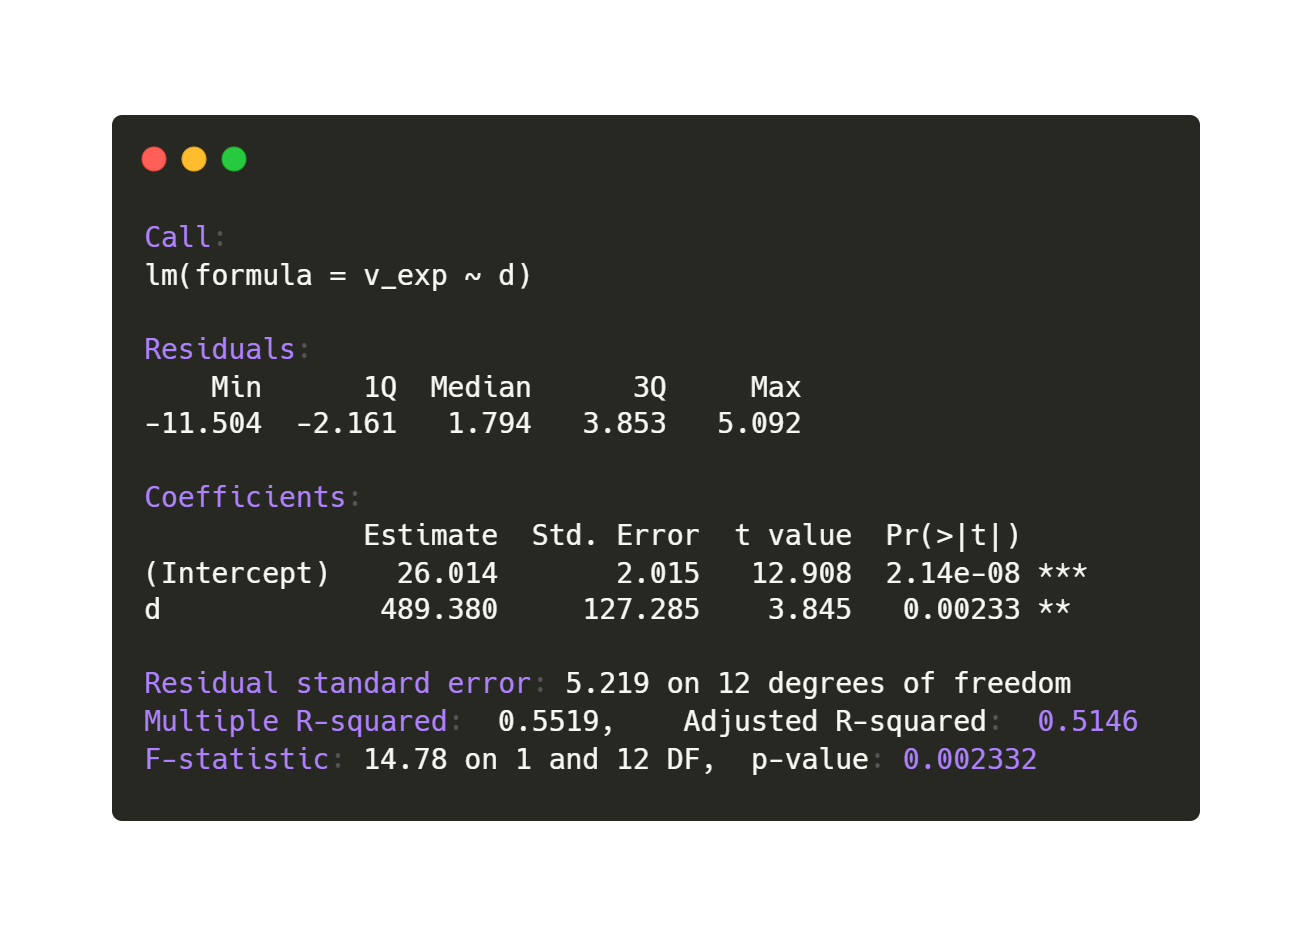 Call:
lm(formula = v_exp ~ d)
Residuals:
    Min      1Q  Median      3Q     Max
-11.504  -2.161   1.794   3.853   5.092
Coefficients:
             Estimate  Std. Error  t value  Pr(>|t|)
(Intercept)    26.014       2.015   12.908  2.14e-08 ***
d             489.380     127.285    3.845   0.00233 **
Residual standard error: 5.219 on 12 degrees of freedom
Multiple R-squared:  0.5519,    Adjusted R-squared:  0.5146
F-statistic: 14.78 on 1 and 12 DF,  p-value: 0.002332